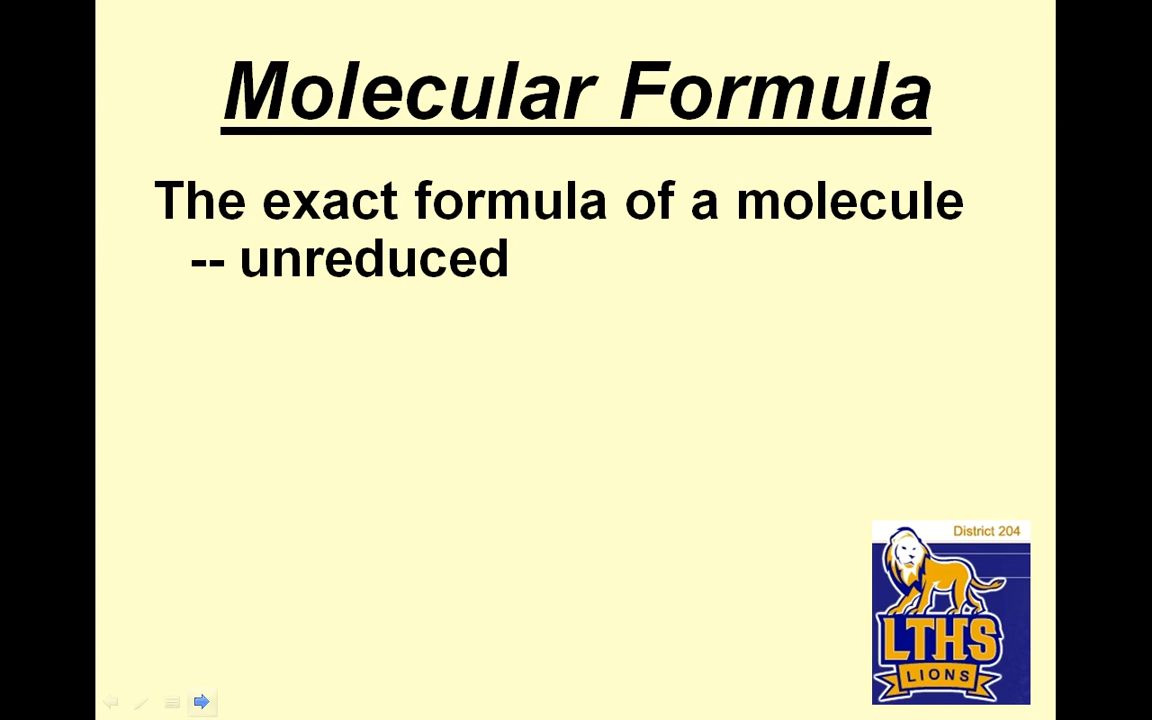 Molecular Formula
The exact formula of a molecule
-- unreduced
District 204
LTHS
LIONS